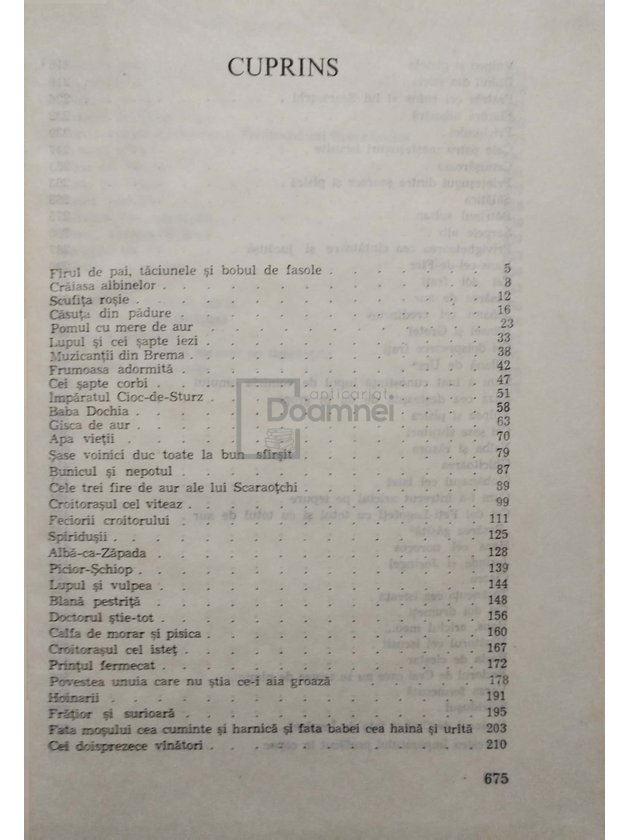 CUPRINS
Firul de pai, tăciunele și bobul de fasole . . . . . . . . 5
Crăiasa albinelor . . . . . . . . 8
Scufița roșie . . . . . . . . 12
Căsuța din pădure . . . . . . . . 16
Pomul cu mere de aur . . . . . . . . 23
Lupul și cei șapte iezi . . . . . . . . 33
Muzicanții din Brema . . . . . . . . 38
Frumoasa adormită . . . . . . . . 42
Cei șapte corbi . . . . . . . . 47
Impăratul Cioc-de-Sturz . . . . . . . . 51
Baba Dochia . . . . . . . . 58
Gîsca de aur . . . . . . . . 63
Apa vieții . . . . . . . . 70
Șase voinici duc toate la bun sfîrșit . . . . . . . . 79
Bunicul și nepotul . . . . . . . . 87
Cele trei fire de aur ale lui Scaraoțchi . . . . . . . . 89
Croitorașul cel viteaz . . . . . . . . 99
Feciorii croitorului . . . . . . . . 111
Spiridușii . . . . . . . . 125
Albă-ca-Zăpada . . . . . . . . 128
Picior-Șchiop . . . . . . . . 139
Lupul și vulpea . . . . . . . . 144
Blană pestriță . . . . . . . . 148
Doctorul știe-tot . . . . . . . . 156
Calfa de morar și pisica . . . . . . . . 160
Croitorașul cel isteț . . . . . . . . 167
Prințul fermecat . . . . . . . . 172
Povestea unuia care nu știa ce-i aia groază . . . . . . . . 178
Hoinarii . . . . . . . . 191
Frățior și surioară . . . . . . . . 195
Fata moșului cea cuminte și harnică și fata babei cea haină și urîtă 203
Cei doisprezece vînători . . . . . . . . 210
675
anticariat
Doamnei